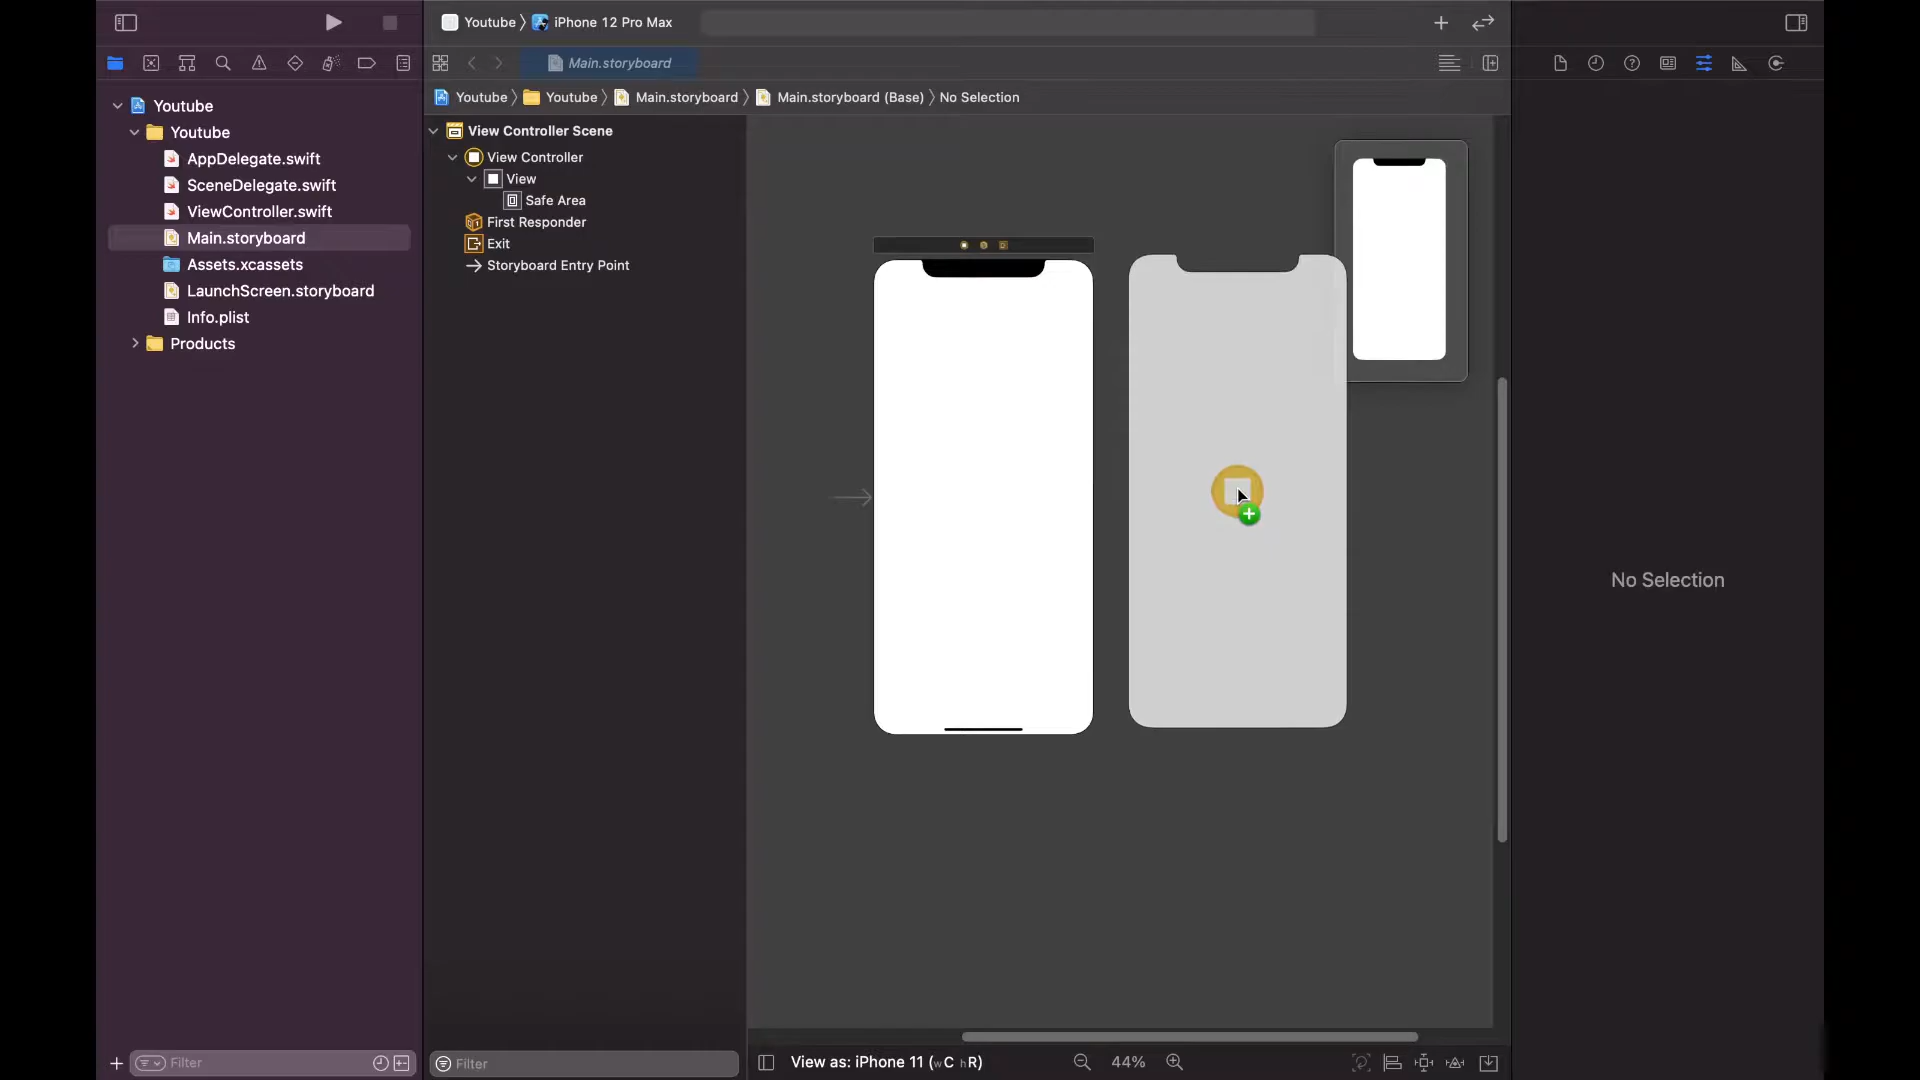 Youtube
iPhone 12 Pro Max
Main.storyboard
Youtube
Youtube
Main.storyboard
Main.storyboard (Base)
No Selection
Youtube
Youtube
AppDelegate.swift
SceneDelegate.swift
ViewController.swift
Main.storyboard
Assets.xcassets
LaunchScreen.storyboard
Info.plist
Products
View Controller Scene
View Controller
View
Safe Area
First Responder
Exit
Storyboard Entry Point
No Selection
Filter
Filter
View as: iPhone 11 (wC hR)
44%